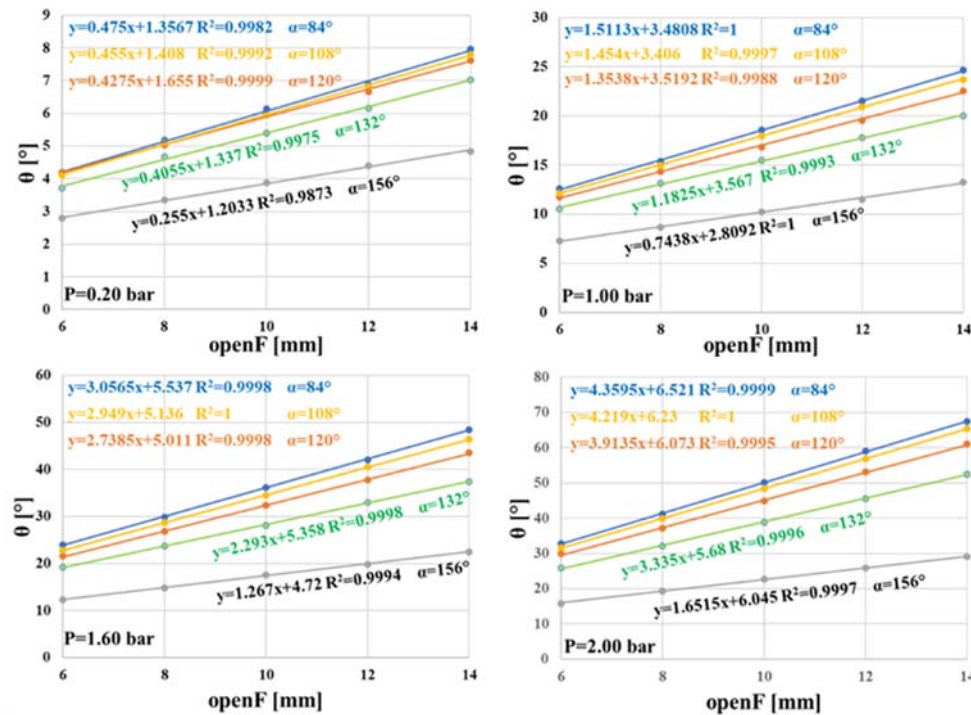 y=0.475x+1.3567 R²=0.9982 α=84°
y=0.455x+1.408 R²=0.9992 α=108°
y=0.4275x+1.655 R²=0.9999 α=120°
y=0.4055x+1.337 R²=0.9975 α=132°
y=0.255x+1.2033 R²=0.9873 α=156°
9
8
7
6
5
4
3
2
1
0
θ [°]
P=0.20 bar
6 8 10 12 14
openF [mm]
y=1.5113x+3.4808 R²=1 α=84°
y=1.454x+3.406 R²=0.9997 α=108°
y=1.3538x+3.5192 R²=0.9988 α=120°
y=1.1825x+3.567 R²=0.9993 α=132°
y=0.7438x+2.8092 R²=1 α=156°
30
25
20
15
10
5
0
θ [°]
P=1.00 bar
6 8 10 12 14
openF [mm]
y=3.0565x+5.537 R²=0.9998 α=84°
y=2.949x+5.136 R²=1 α=108°
y=2.7385x+5.011 R²=0.9998 α=120°
y=2.293x+5.358 R²=0.9998 α=132°
y=1.267x+4.72 R²=0.9994 α=156°
60
50
40
30
20
10
0
θ [°]
P=1.60 bar
6 8 10 12 14
openF [mm]
y=4.3595x+6.521 R²=0.9999 α=84°
y=4.219x+6.23 R²=1 α=108°
y=3.9135x+6.073 R²=0.9995 α=120°
y=3.335x+5.68 R²=0.9996 α=132°
y=1.6515x+6.045 R²=0.9997 α=156°
80
70
60
50
40
30
20
10
0
θ [°]
P=2.00 bar
6 8 10 12 14
openF [mm]